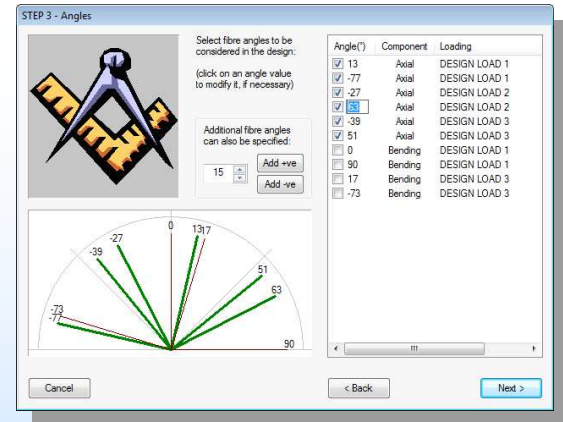 STEP 3 - Angles
Select fibre angles to be
considered in the design:
(click on an angle value
to modify it, if necessary)
Additional fibre angles
can also be specified:
15
Add +ve
Add -ve
Angle(°) Component Loading
13 Axial DESIGN LOAD 1
-77 Axial DESIGN LOAD 1
-27 Axial DESIGN LOAD 2
63 Axial DESIGN LOAD 2
-39 Axial DESIGN LOAD 3
51 Axial DESIGN LOAD 3
0 Bending DESIGN LOAD 1
90 Bending DESIGN LOAD 1
17 Bending DESIGN LOAD 3
-73 Bending DESIGN LOAD 3
0
-27
13
17
-39
51
63
-73
-77
90
Cancel
< Back
Next >